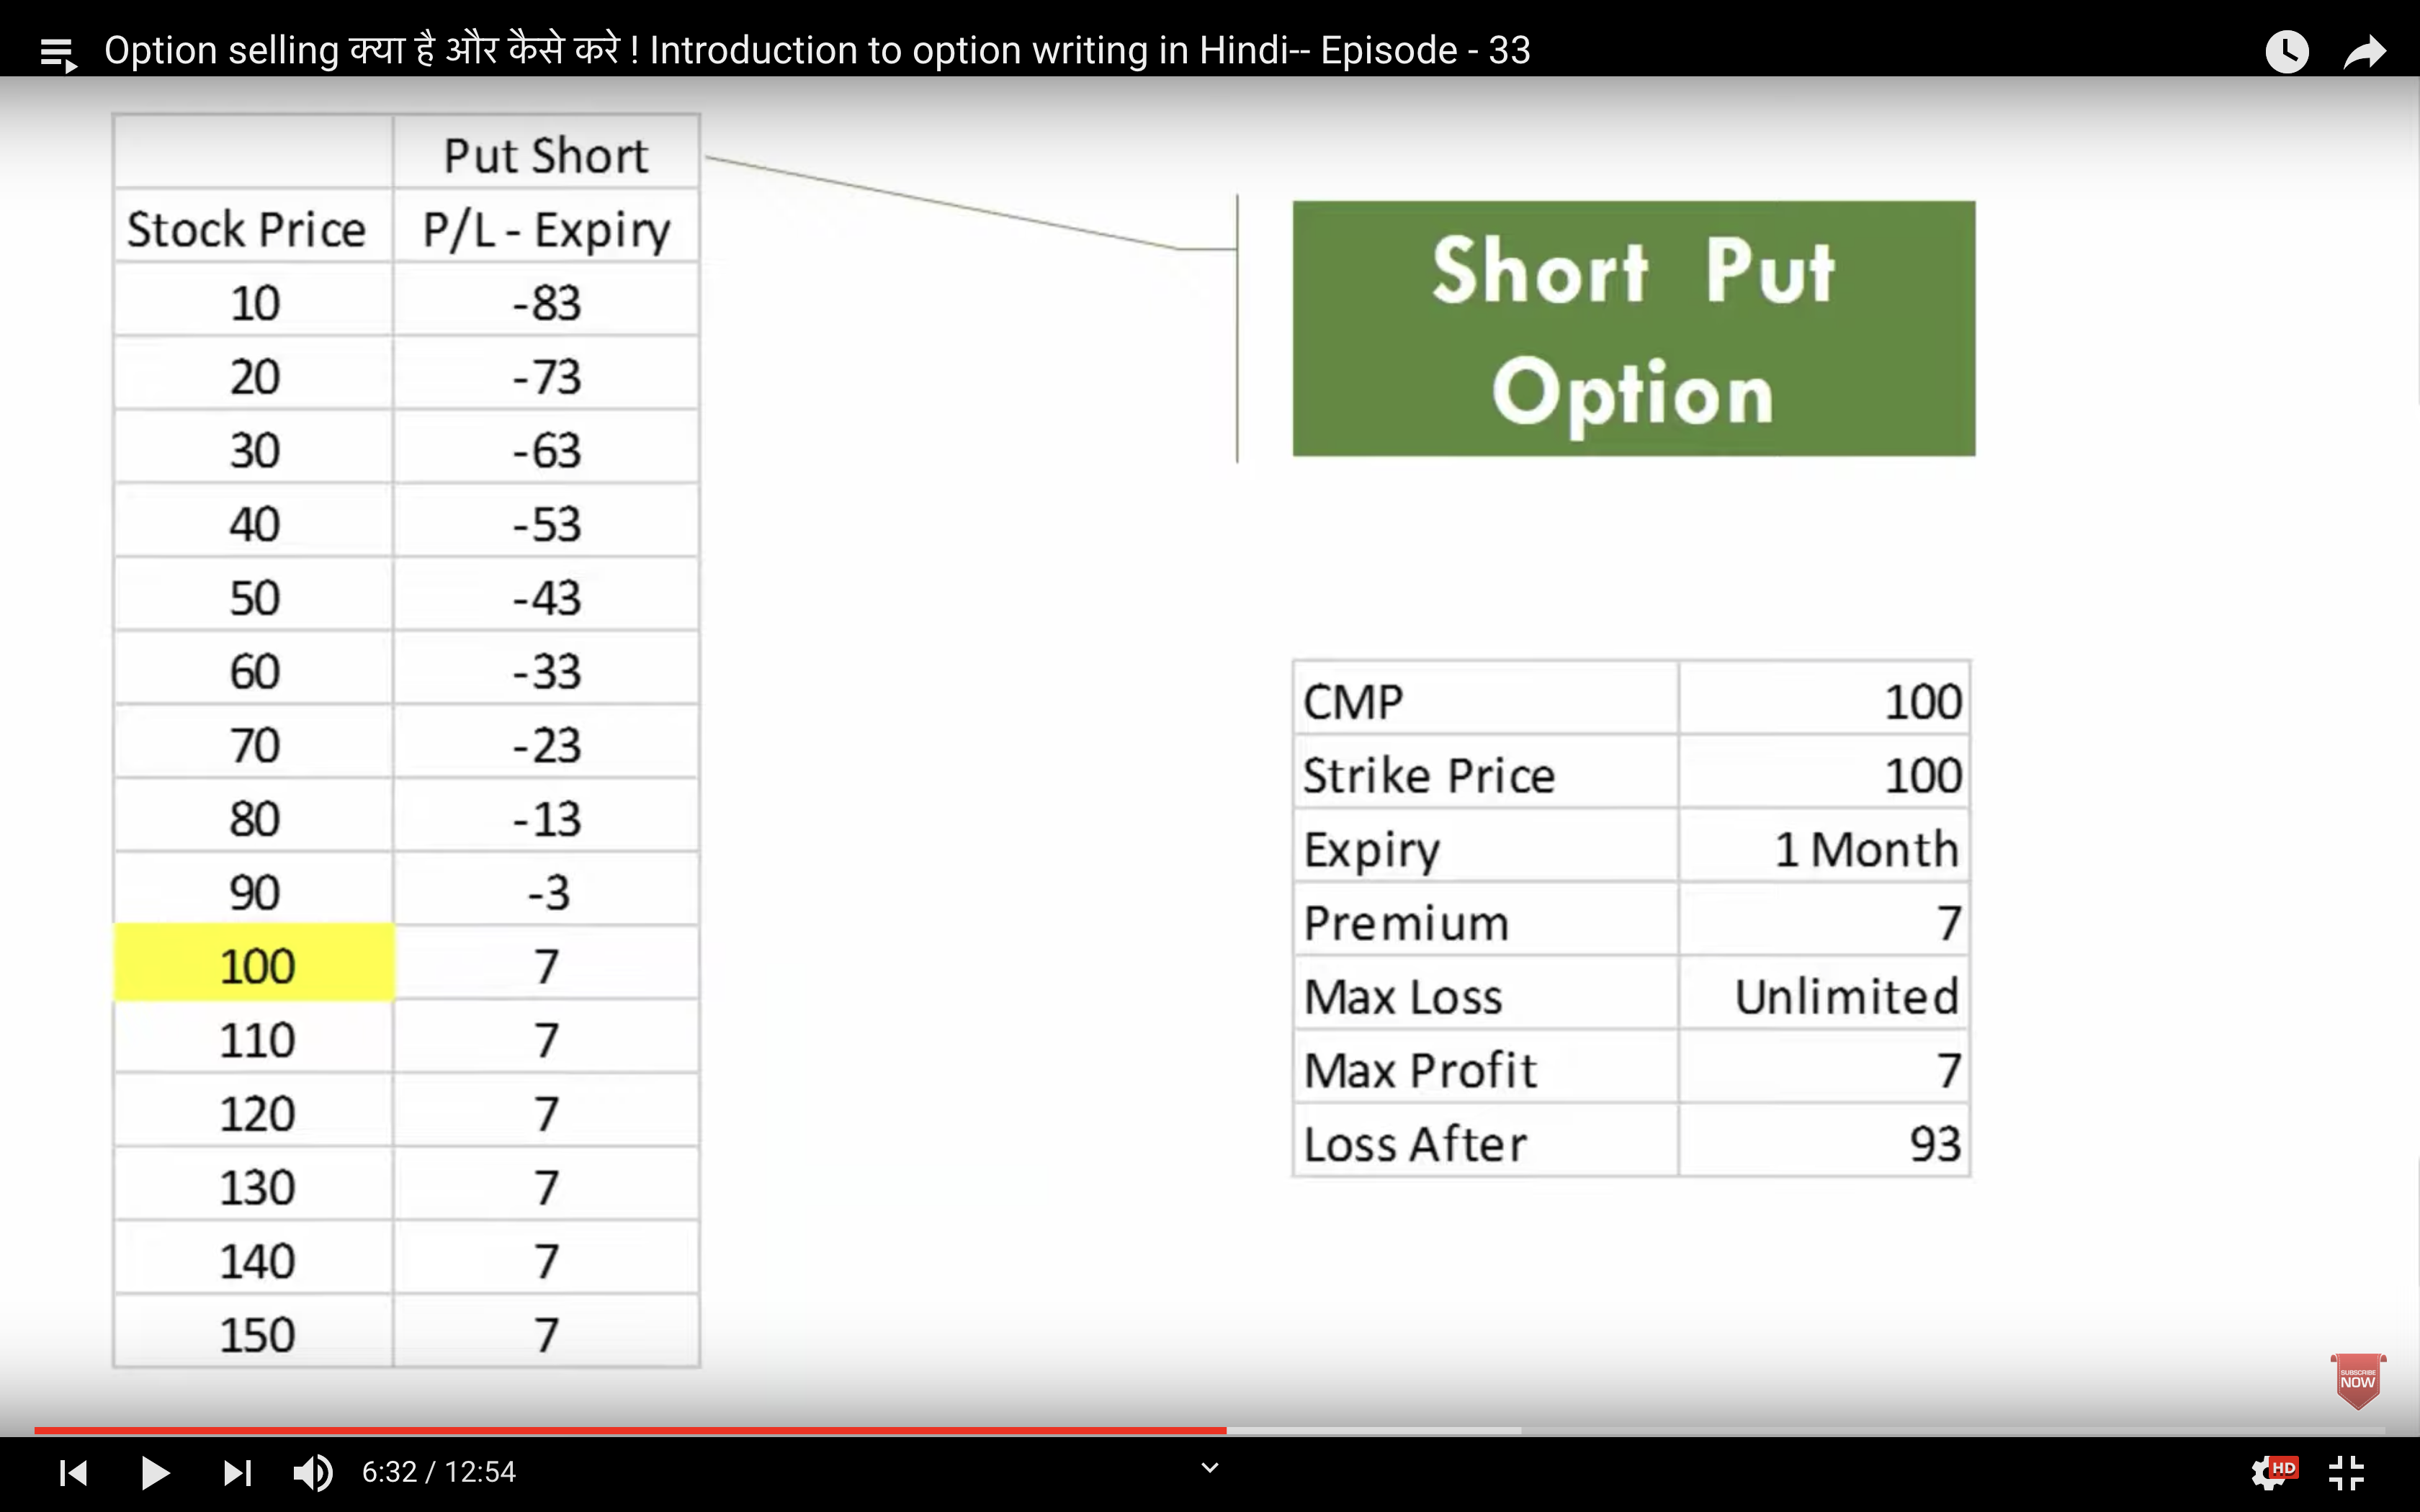 Option selling क्या है और कैसे करे ! Introduction to option writing in Hindi-- Episode - 33
Put Short
Stock Price P/L - Expiry
10 -83
20 -73
30 -63
40 -53
50 -43
60 -33
70 -23
80 -13
90 -3
100 7
110 7
120 7
130 7
140 7
150 7
Short Put
Option
CMP 100
Strike Price 100
Expiry 1 Month
Premium 7
Max Loss Unlimited
Max Profit 7
Loss After 93
SUBSCRIBE
NOW
6:32 / 12:54
HD